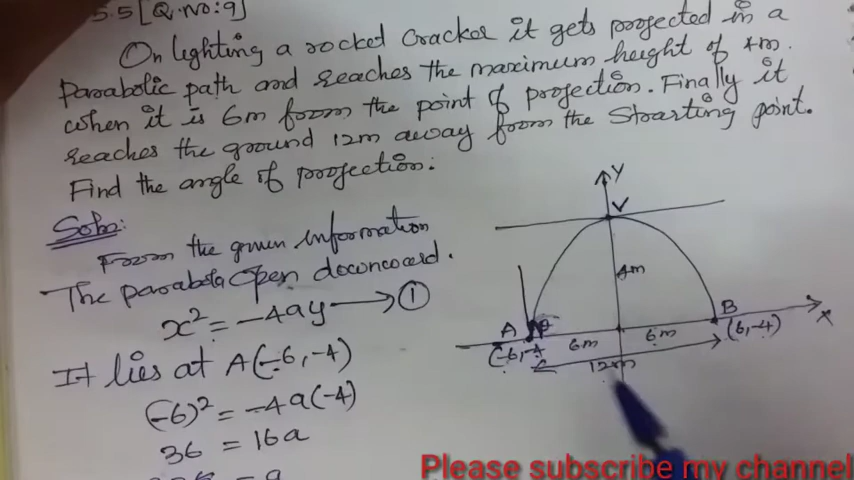 5.5 [Q.no:9]
On lighting a rocket cracker it gets projected in a
parabolic path and reaches the maximum height of 4m.
when it is 6m from the point of projection. Finally it
reaches the ground 12m away from the starting point.
Find the angle of projection.
Soln:
From the given information
The parabola open downward.
x² = -4ay → ①
It lies at A(-6, -4)
(-6)² = -4a(-4)
36 = 16a
= a
Y
V
4m
A
θ
B
(-6, -4
6m
6m
(6, -4)
X
12m
Please subscribe my channel